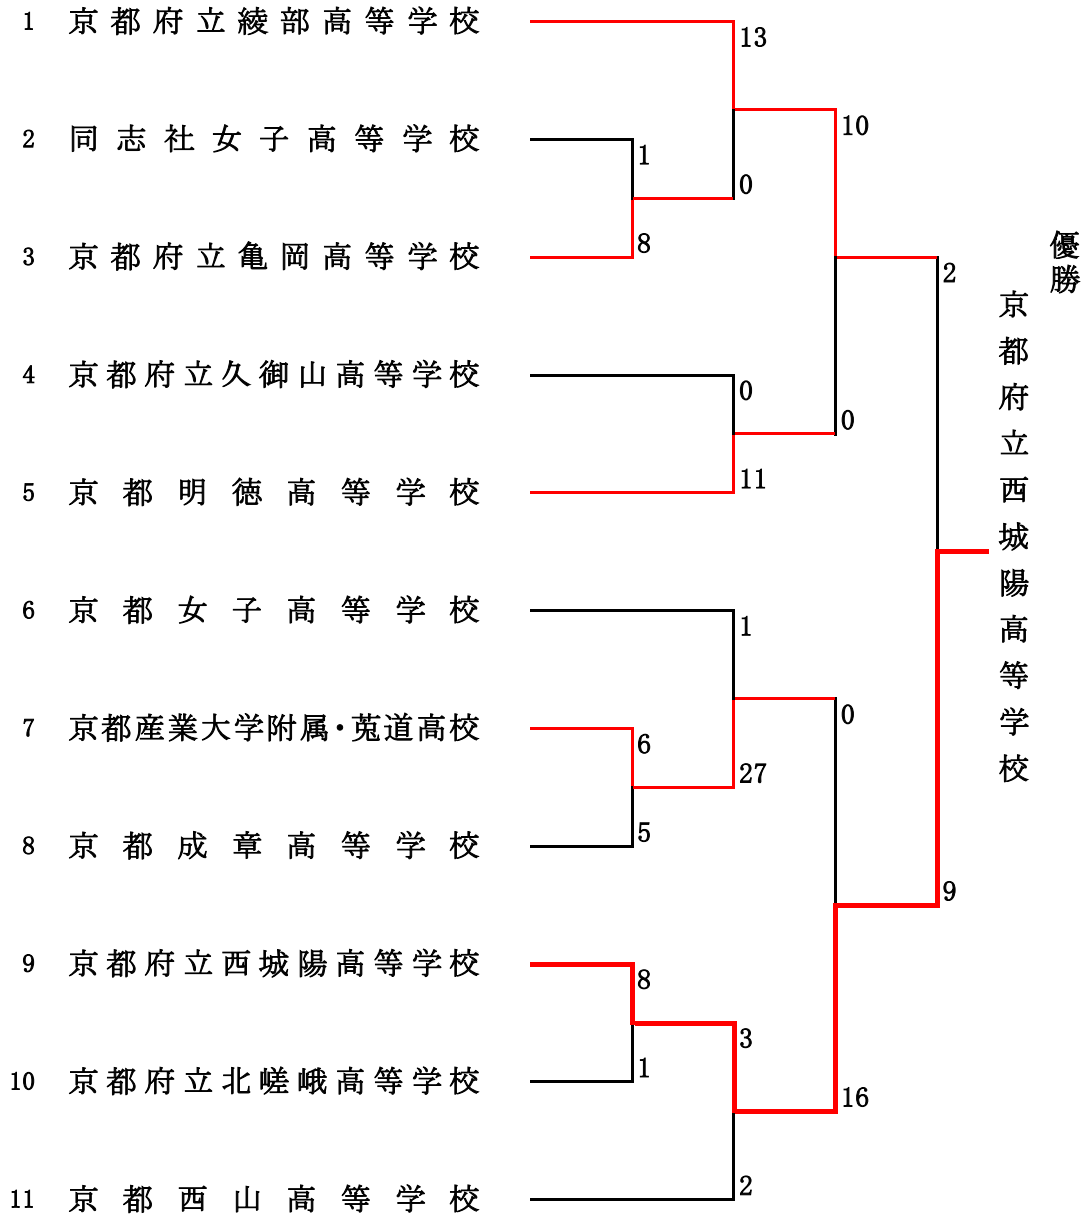 1 京都府立綾部高等学校
13
10
2 同志社女子高等学校
1
0
3 京都府立亀岡高等学校
8
2
優勝
京都府立西城陽高等学校
4 京都府立久御山高等学校
0
0
5 京都明徳高等学校
11
6 京都女子高等学校
1
0
7 京都産業大学附属・莵道高校
6
27
8 京都成章高等学校
5
9
9 京都府立西城陽高等学校
8
3
10 京都府立北嵯峨高等学校
1
16
11 京都西山高等学校
2